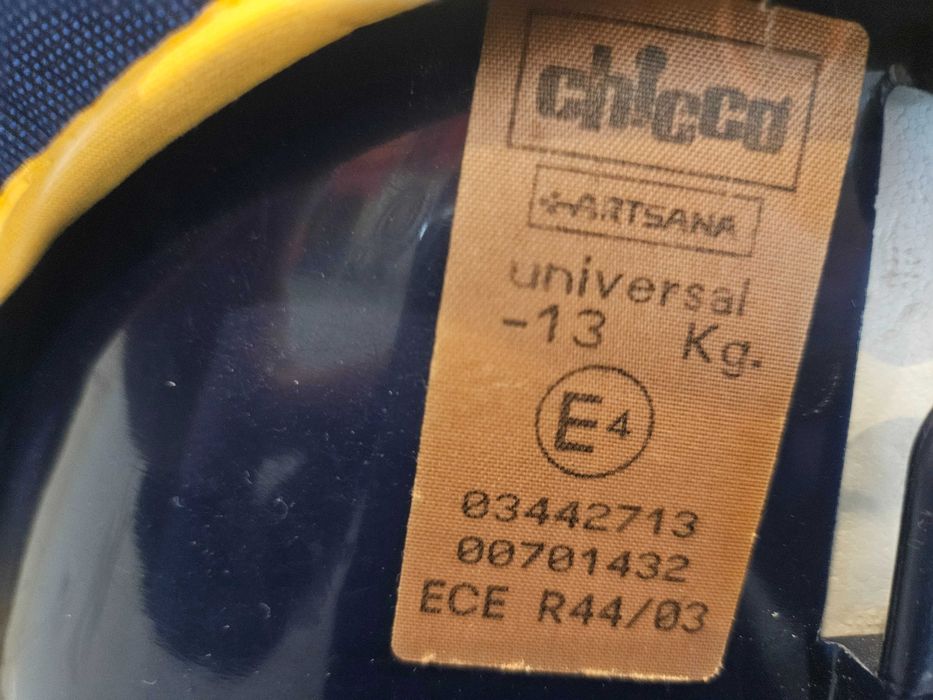 chicco
ARTSANA
universal
-13 Kg.
E4
03442713
00701432
ECE R44/03